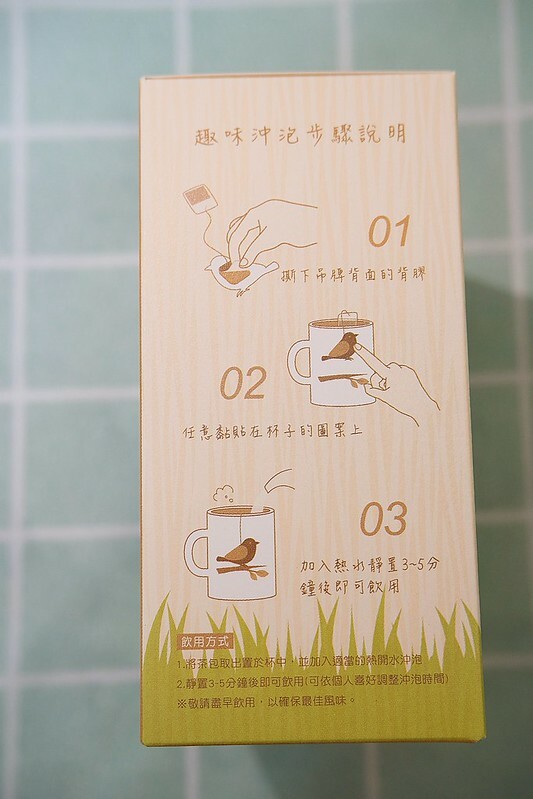 趣味沖泡步驟說明
01
撕下吊牌背面的背膠
02
任意黏貼在杯子的圖案上
03
加入熱水靜置3~5分
鐘後即可飲用
飲用方式
1.將茶包取出置於杯中，並加入適當的熱開水沖泡
2.靜置3-5分鐘後即可飲用(可依個人喜好調整沖泡時間)
※敬請盡早飲用，以確保最佳風味。